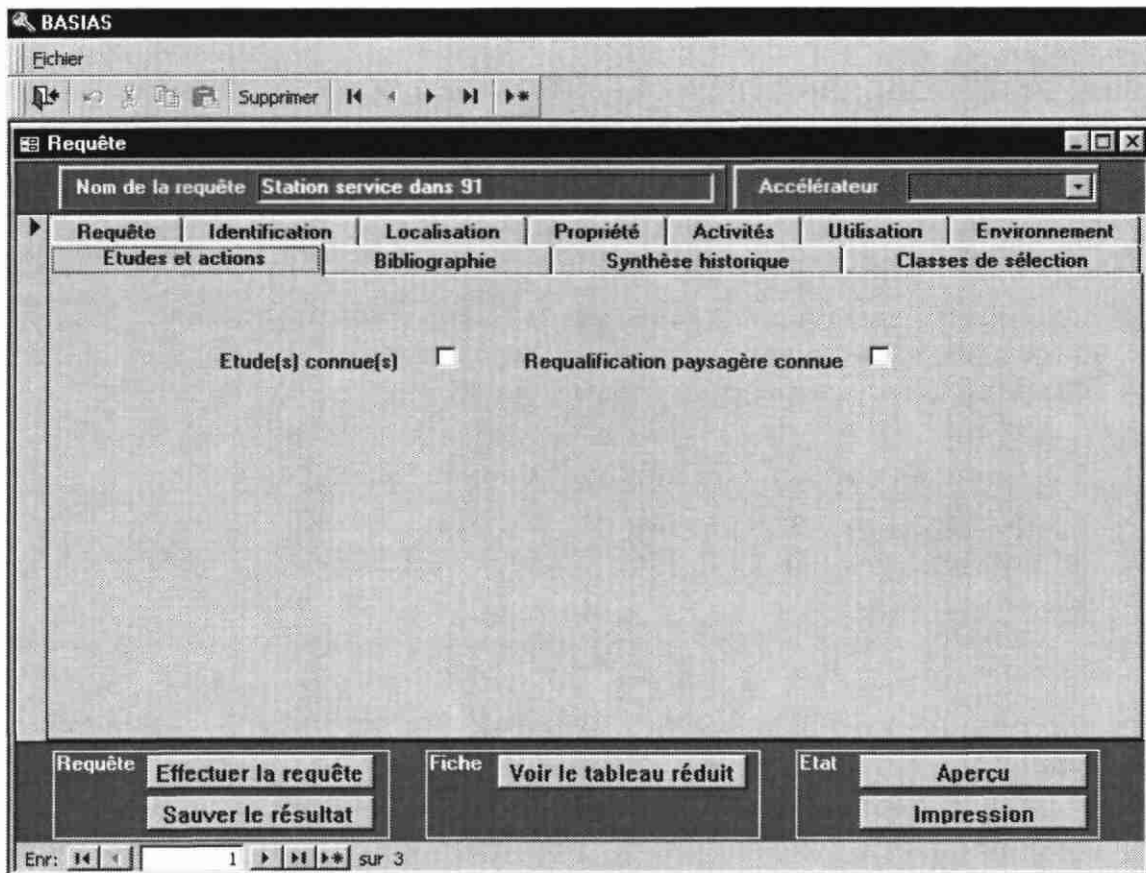 BASIAS
Fichier
Supprimer
Requête
Nom de la requête Station service dans 91 Accélérateur
Requête Identification Localisation Propriété Activités Utilisation Environnement
Etudes et actions Bibliographie Synthèse historique Classes de sélection
Etude(s) connue(s) Requalification paysagère connue
Requête Effectuer la requête Fiche Voir le tableau réduit Etat Aperçu
Sauver le résultat Impression
Enr: 1 sur 3